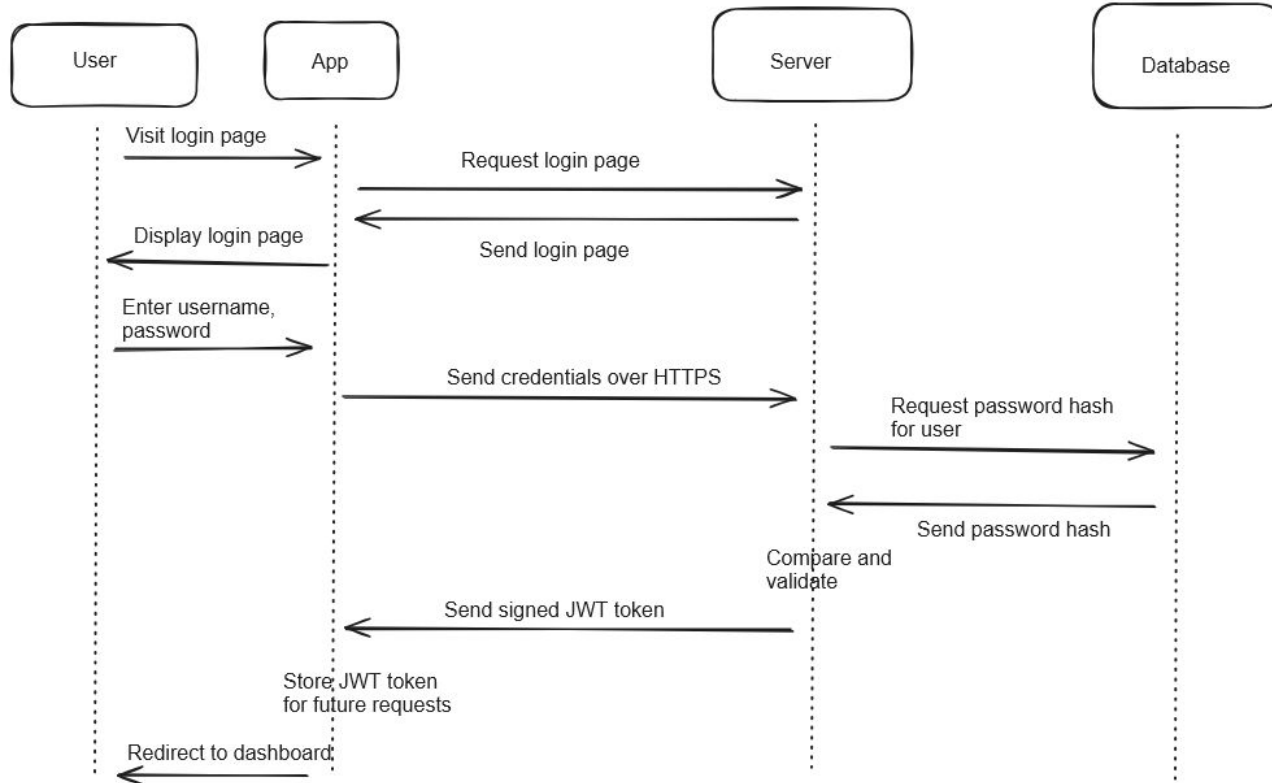 User
App
Server
Database
Visit login page
Request login page
Display login page
Send login page
Enter username,
password
Send credentials over HTTPS
Request password hash
for user
Send password hash
Compare and
validate
Send signed JWT token
Store JWT token
for future requests
Redirect to dashboard